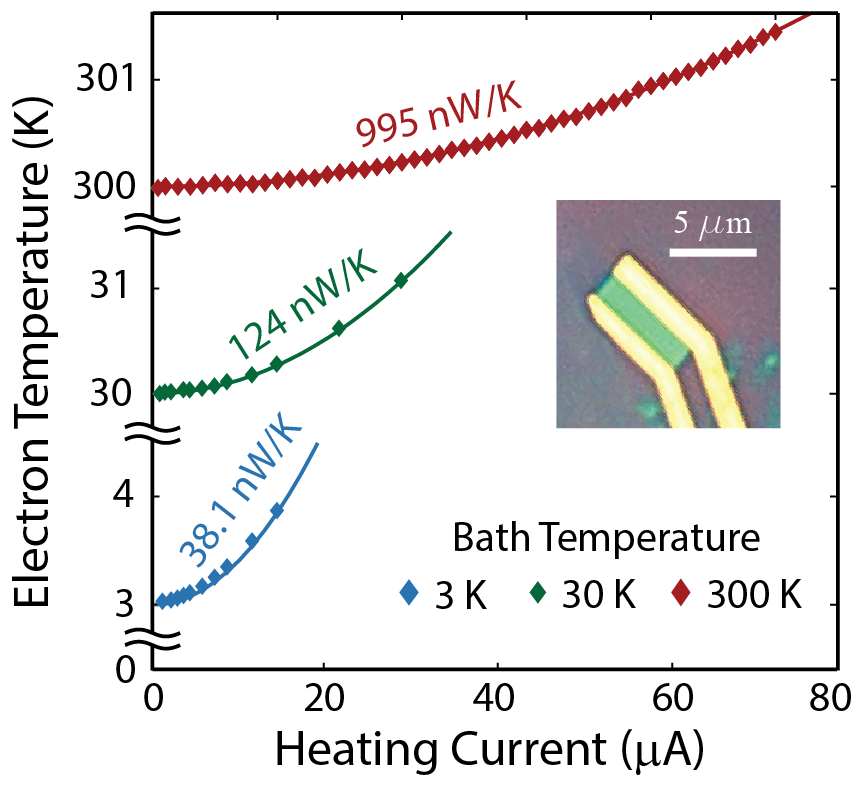 Electron Temperature (K)
301
995 nW/K
300
5 μm
31
124 nW/K
30
38.1 nW/K
4
Bath Temperature
3 K 30 K 300 K
3
0
0 20 40 60 80
Heating Current (μA)